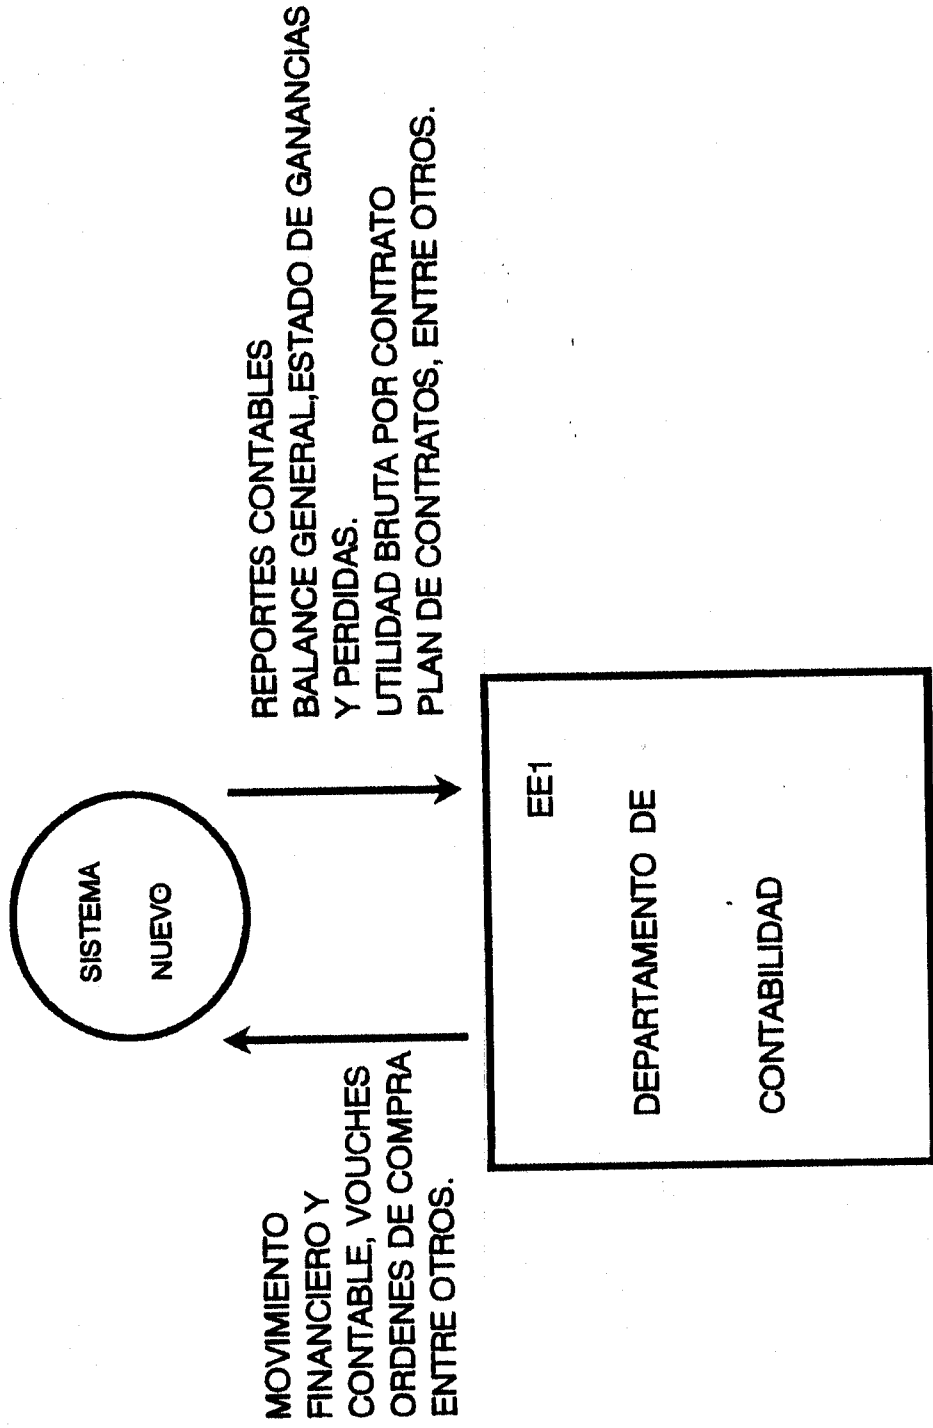 SISTEMA
NUEVO
MOVIMIENTO
FINANCIERO Y
CONTABLE, VOUCHES
ORDENES DE COMPRA
ENTRE OTROS.
REPORTES CONTABLES
BALANCE GENERAL,ESTADO DE GANANCIAS
Y PERDIDAS.
UTILIDAD BRUTA POR CONTRATO
PLAN DE CONTRATOS, ENTRE OTROS.
EE1
DEPARTAMENTO DE
CONTABILIDAD